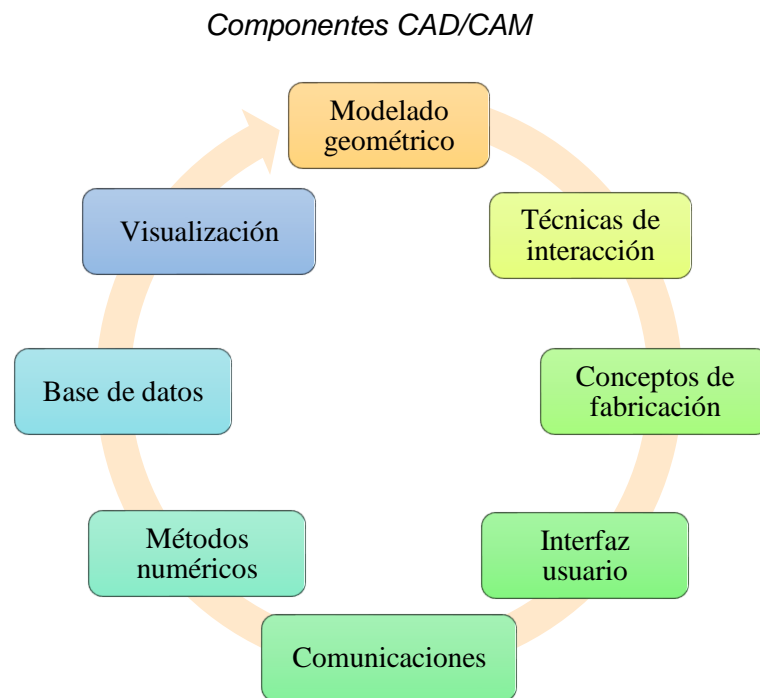 Componentes CAD/CAM
Modelado
geométrico
Técnicas de
interacción
Conceptos de
fabricación
Interfaz
usuario
Comunicaciones
Métodos
numéricos
Base de datos
Visualización